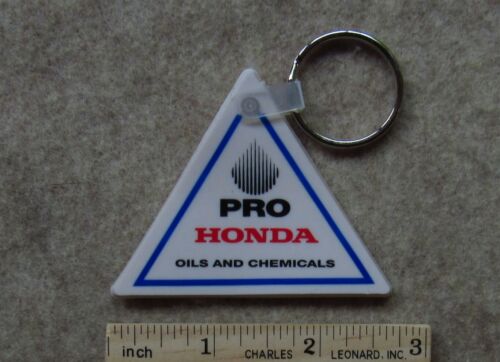 PRO
HONDA
OILS AND CHEMICALS
inch 1 2 3
CHARLES LEONARD, INC.